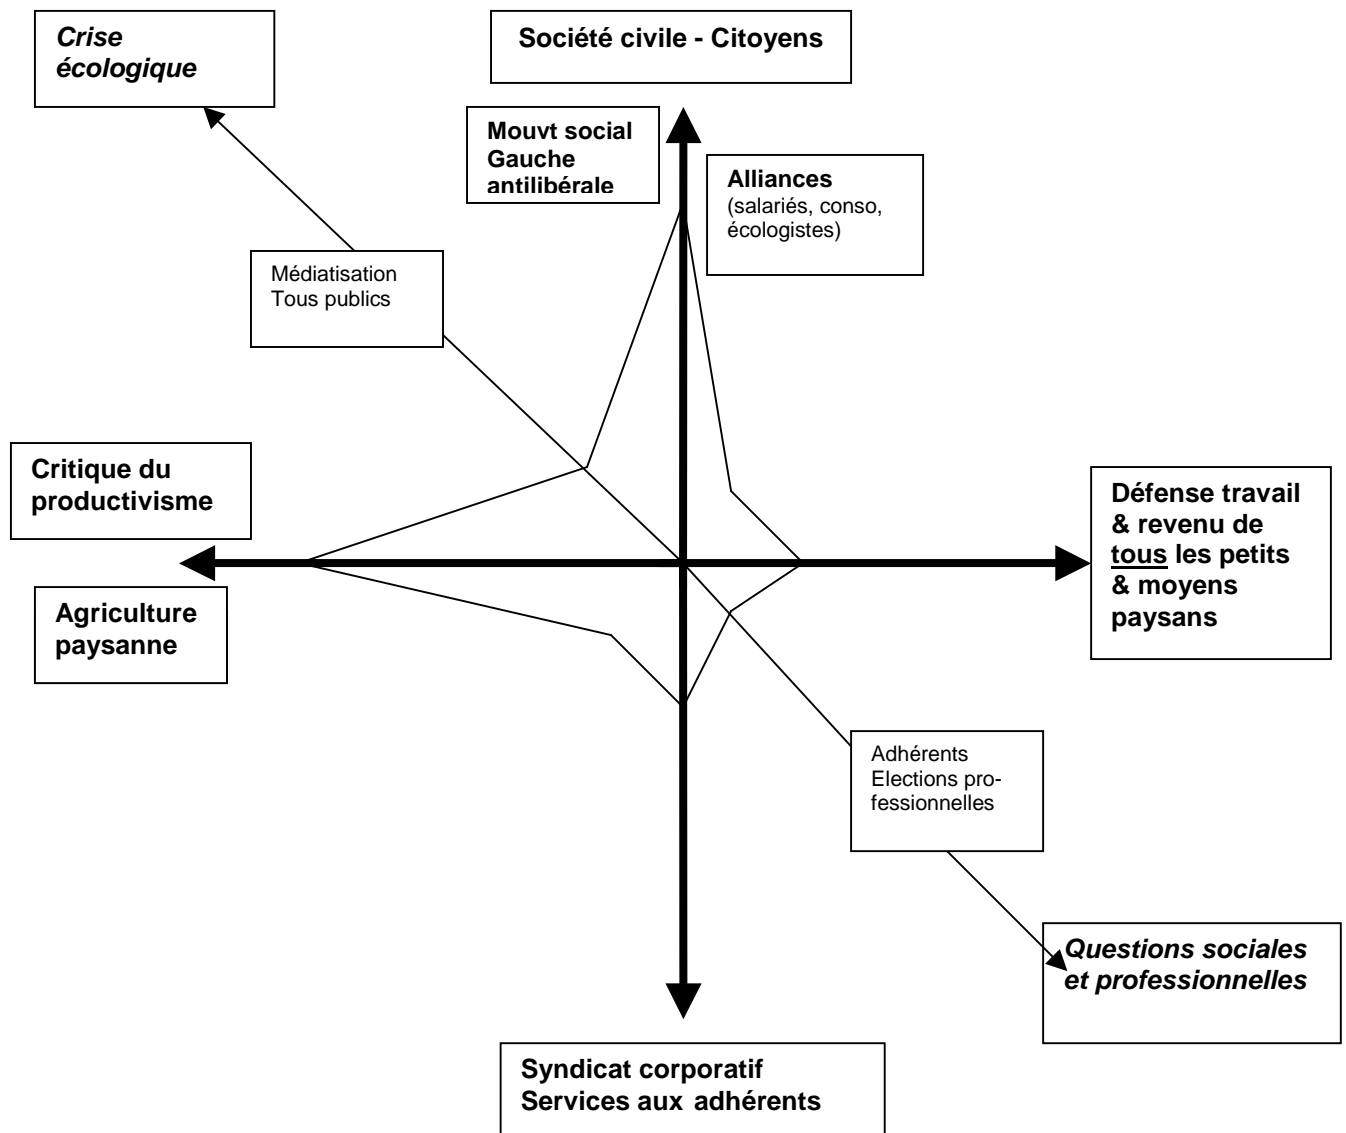 Crise
écologique
Société civile - Citoyens
Mouvt social
Gauche
antilibérale
Alliances
(salariés, conso,
écologistes)
Médiatisation
Tous publics
Critique du
productivisme
Agriculture
paysanne
Défense travail
& revenu de
tous les petits
& moyens
paysans
Adhérents
Elections pro-
fessionnelles
Questions sociales
et professionnelles
Syndicat corporatif
Services aux adhérents